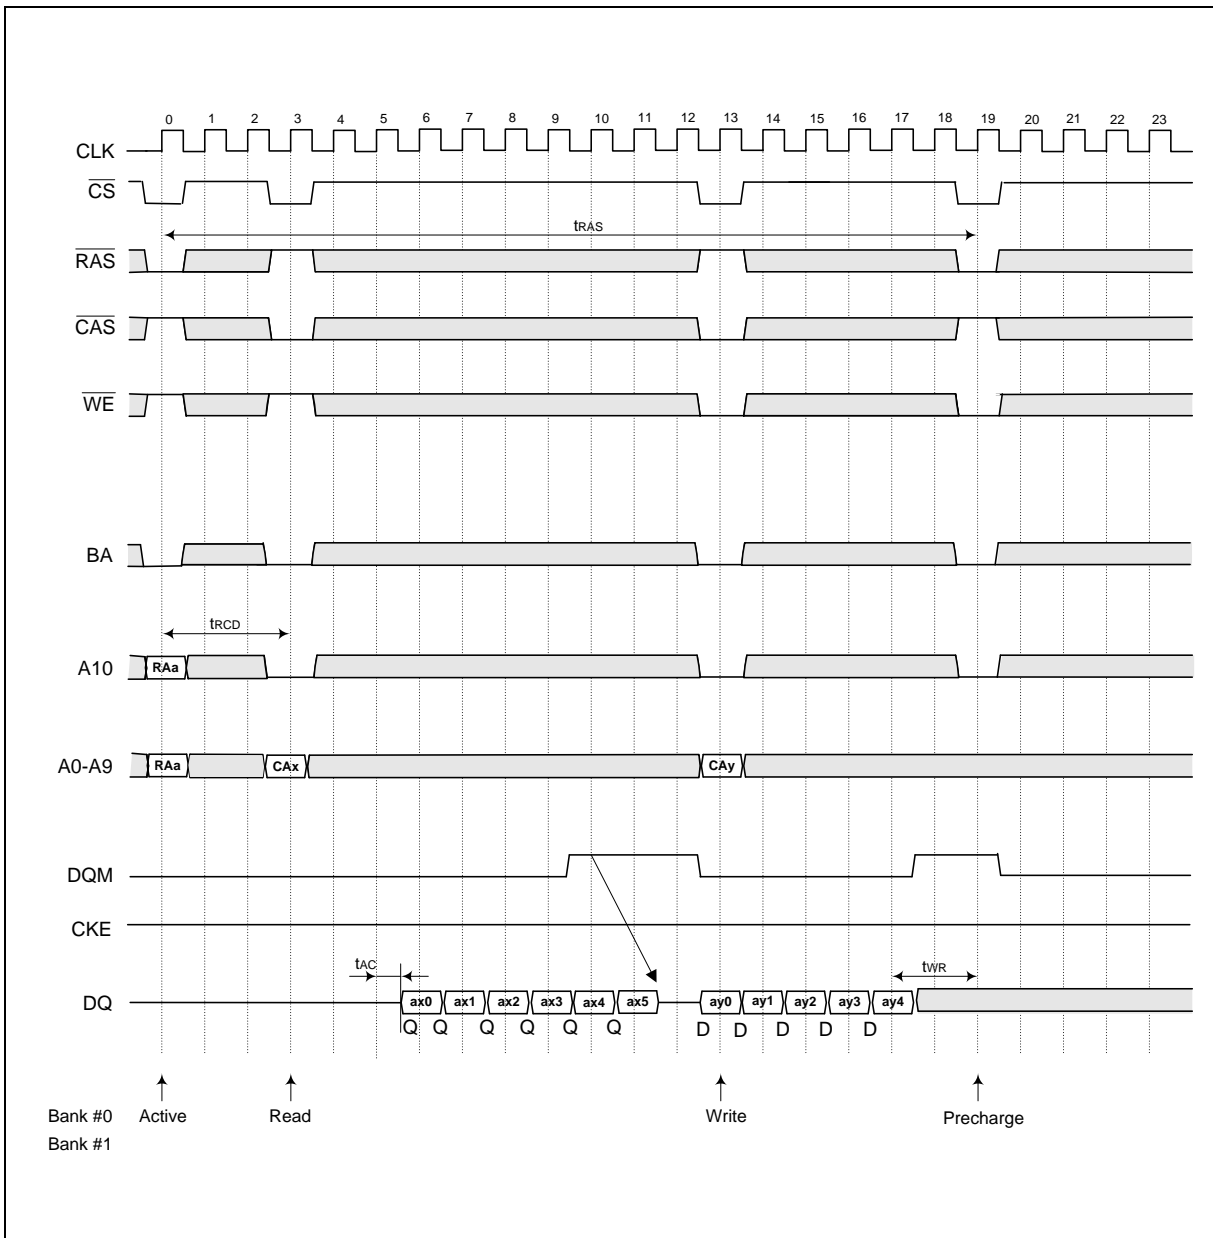 0 1 2 3 4 5 6 7 8 9 10 11 12 13 14 15 16 17 18 19 20 21 22 23
CLK
CS
tRAS
RAS
CAS
WE
BA
tRCD
A10 RAa
A0-A9 RAa CAx CAy
DQM
CKE
tAC tWR
DQ ax0 ax1 ax2 ax3 ax4 ax5 ay0 ay1 ay2 ay3 ay4
Q Q Q Q Q Q D D D D D
Bank #0 Active Read Write Precharge
Bank #1